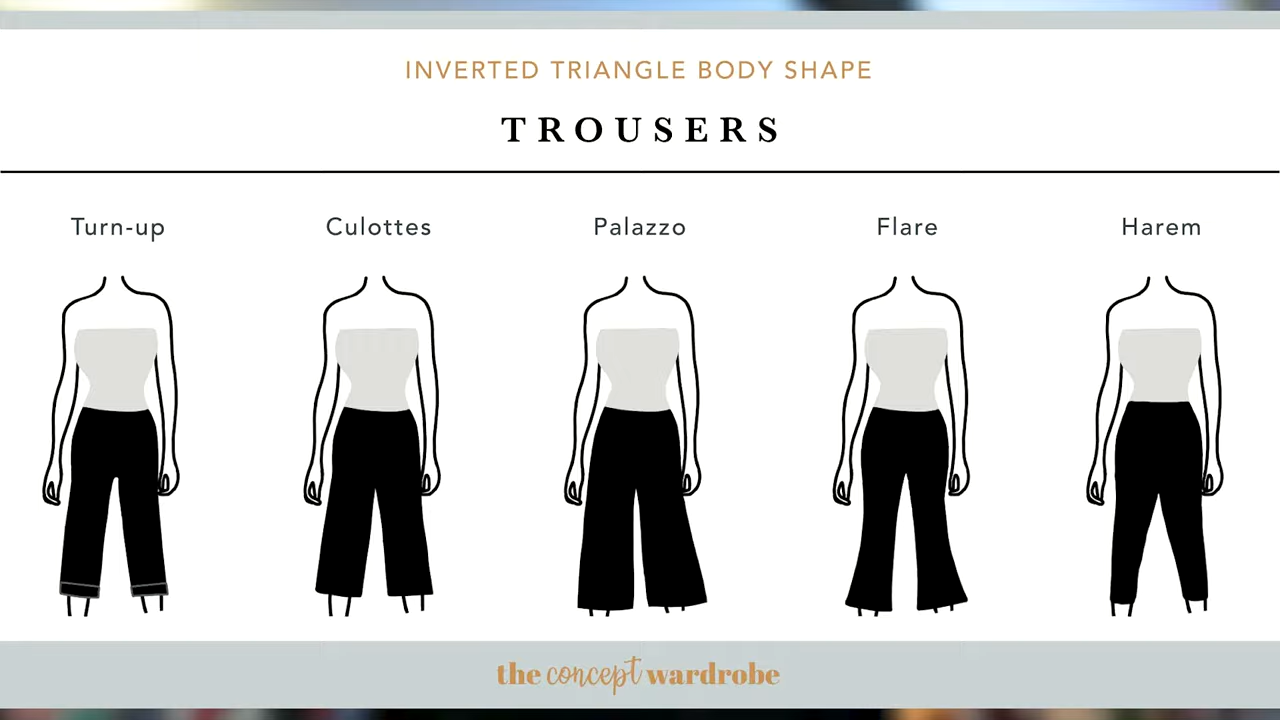 INVERTED TRIANGLE BODY SHAPE
TROUSERS
Turn-up Culottes Palazzo Flare Harem
the concept wardrobe